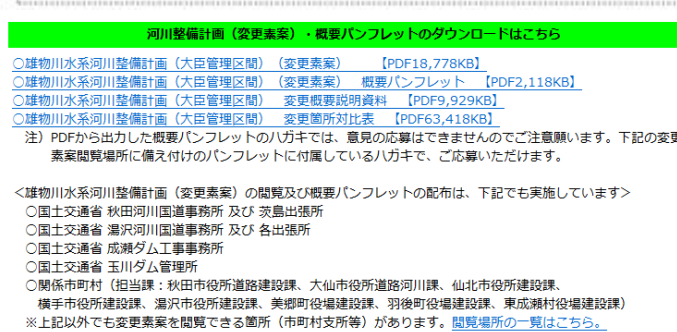 河川整備計画（変更素案）・概要パンフレットのダウンロードはこちら
○雄物川水系河川整備計画（大臣管理区間）（変更素案）　　【PDF18,778KB】
○雄物川水系河川整備計画（大臣管理区間）（変更素案）　概要パンフレット　【PDF2,118KB】
○雄物川水系河川整備計画（大臣管理区間）　変更概要説明資料　【PDF9,929KB】
○雄物川水系河川整備計画（大臣管理区間）　変更箇所対比表　【PDF63,418KB】
注）PDFから出力した概要パンフレットのハガキでは、意見の応募はできませんのでご注意願います。下記の変更
素案閲覧場所に備え付けのパンフレットに付属しているハガキで、ご応募いただけます。
＜雄物川水系河川整備計画（変更素案）の閲覧及び概要パンフレットの配布は、下記でも実施しています＞
○国土交通省 秋田河川国道事務所 及び 茨島出張所
○国土交通省 湯沢河川国道事務所 及び 各出張所
○国土交通省 成瀬ダム工事事務所
○国土交通省 玉川ダム管理所
○関係市町村（担当課：秋田市役所道路建設課、大仙市役所道路河川課、仙北市役所建設課、
横手市役所建設課、湯沢市役所建設課、美郷町役場建設課、羽後町役場建設課、東成瀬村役場建設課）
※上記以外でも変更素案を閲覧できる箇所（市町村支所等）があります。閲覧場所の一覧はこちら。